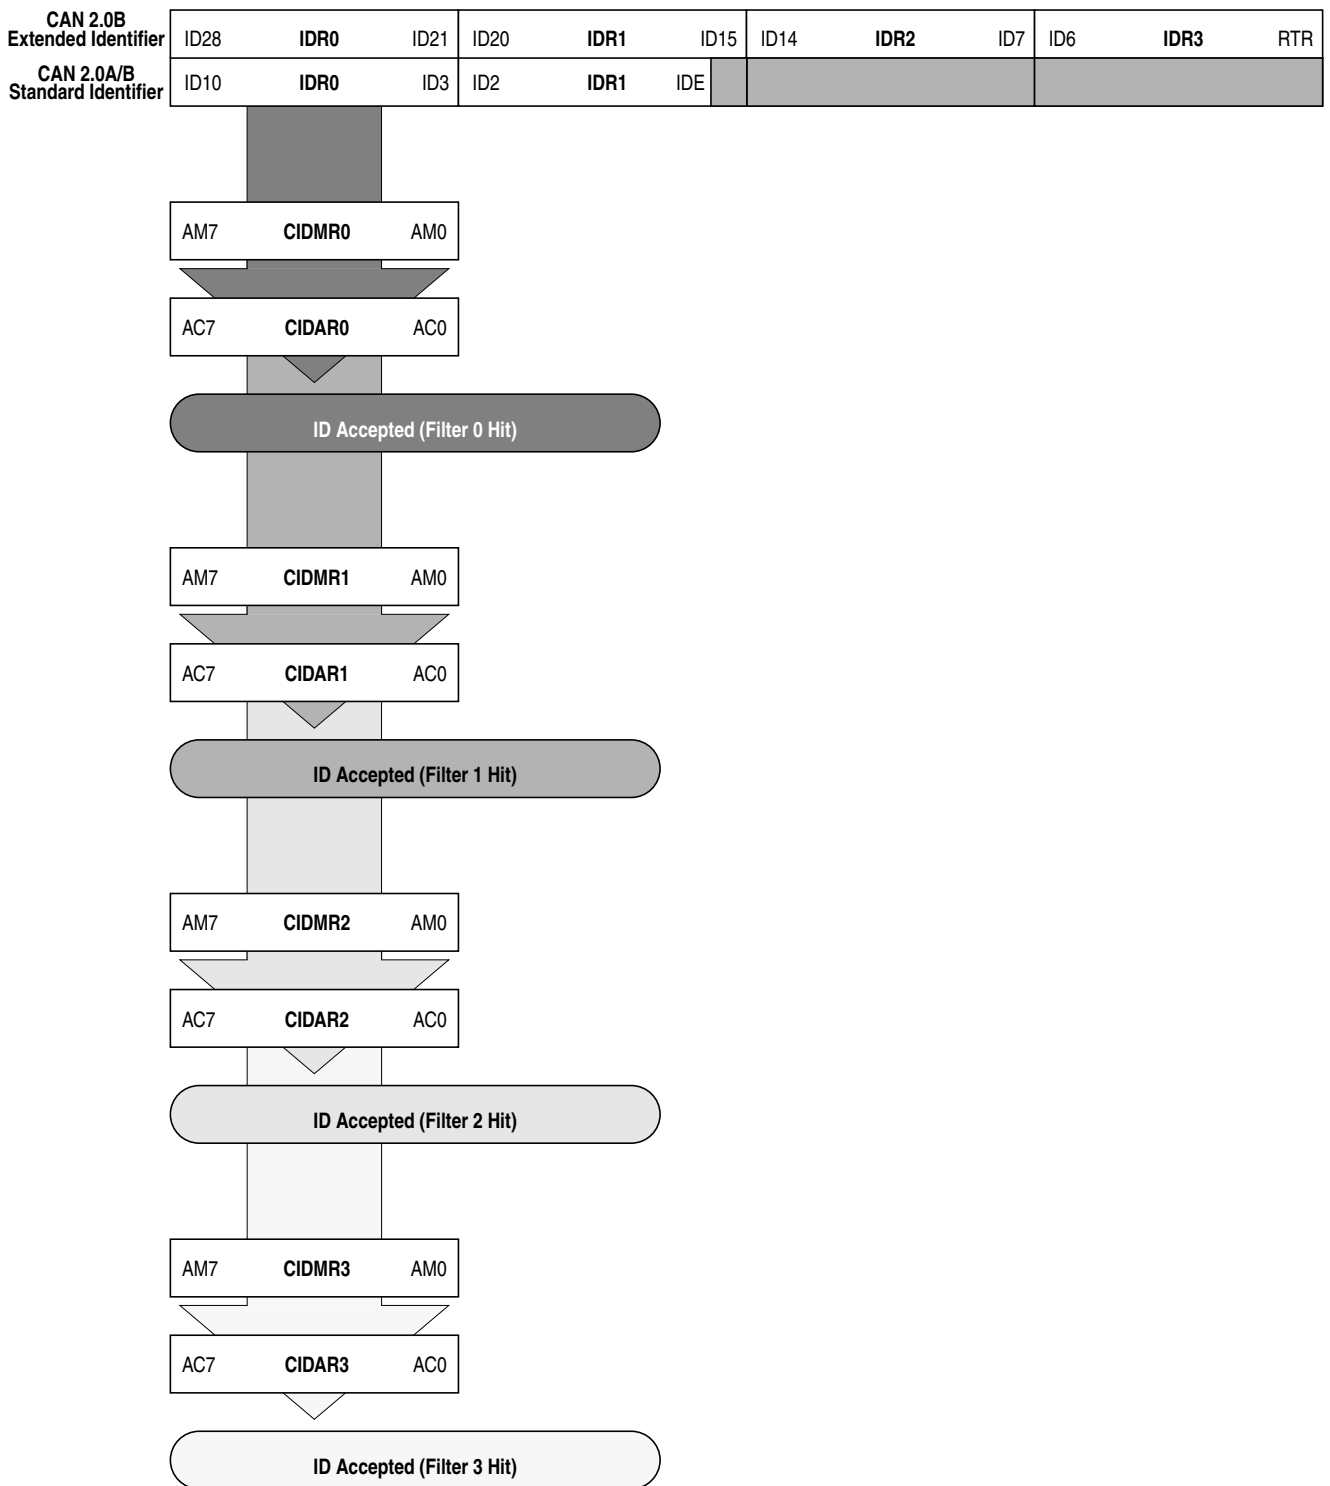 CAN 2.0B
Extended Identifier
ID28 IDR0 ID21 ID20 IDR1 ID15 ID14 IDR2 ID7 ID6 IDR3 RTR
CAN 2.0A/B
Standard Identifier
ID10 IDR0 ID3 ID2 IDR1 IDE
AM7 CIDMR0 AM0
AC7 CIDAR0 AC0
ID Accepted (Filter 0 Hit)
AM7 CIDMR1 AM0
AC7 CIDAR1 AC0
ID Accepted (Filter 1 Hit)
AM7 CIDMR2 AM0
AC7 CIDAR2 AC0
ID Accepted (Filter 2 Hit)
AM7 CIDMR3 AM0
AC7 CIDAR3 AC0
ID Accepted (Filter 3 Hit)